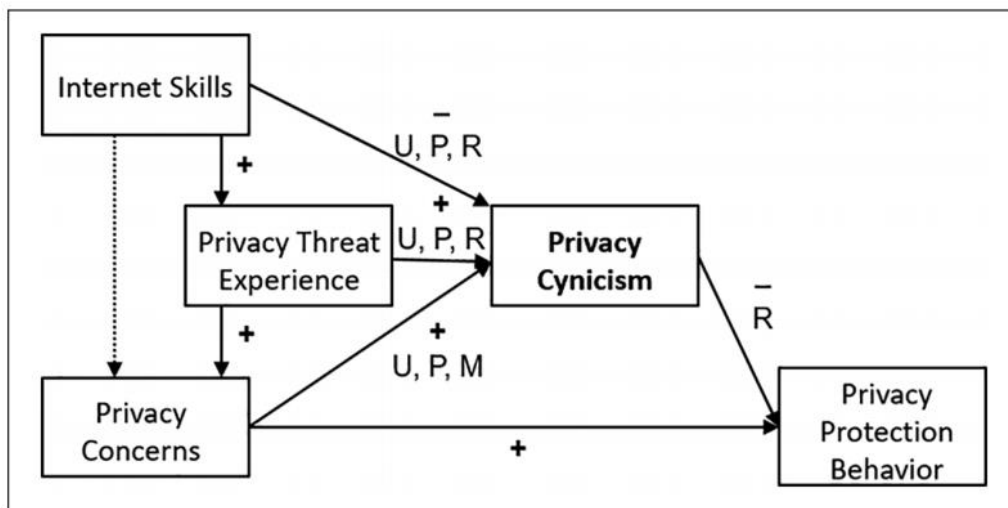 Internet Skills
–
U, P, R
+
+
Privacy Threat
Experience
U, P, R
Privacy
Cynicism
–
R
+
+
U, P, M
Privacy
Concerns
+
Privacy
Protection
Behavior